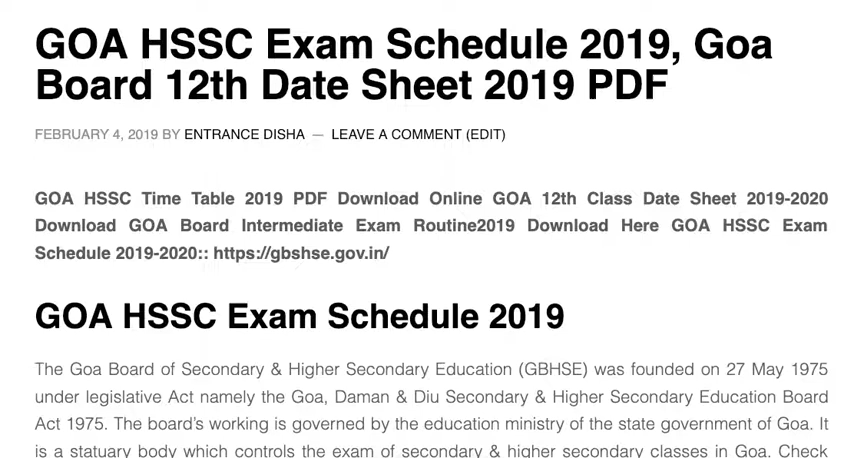 GOA HSSC Exam Schedule 2019, Goa
Board 12th Date Sheet 2019 PDF
FEBRUARY 4, 2019 BY ENTRANCE DISHA — LEAVE A COMMENT (EDIT)
GOA HSSC Time Table 2019 PDF Download Online GOA 12th Class Date Sheet 2019-2020
Download GOA Board Intermediate Exam Routine2019 Download Here GOA HSSC Exam
Schedule 2019-2020:: https://gbshse.gov.in/
GOA HSSC Exam Schedule 2019
The Goa Board of Secondary & Higher Secondary Education (GBHSE) was founded on 27 May 1975
under legislative Act namely the Goa, Daman & Diu Secondary & Higher Secondary Education Board
Act 1975. The board's working is governed by the education ministry of the state government of Goa. It
is a statuary body which controls the exam of secondary & higher secondary classes in Goa. Check